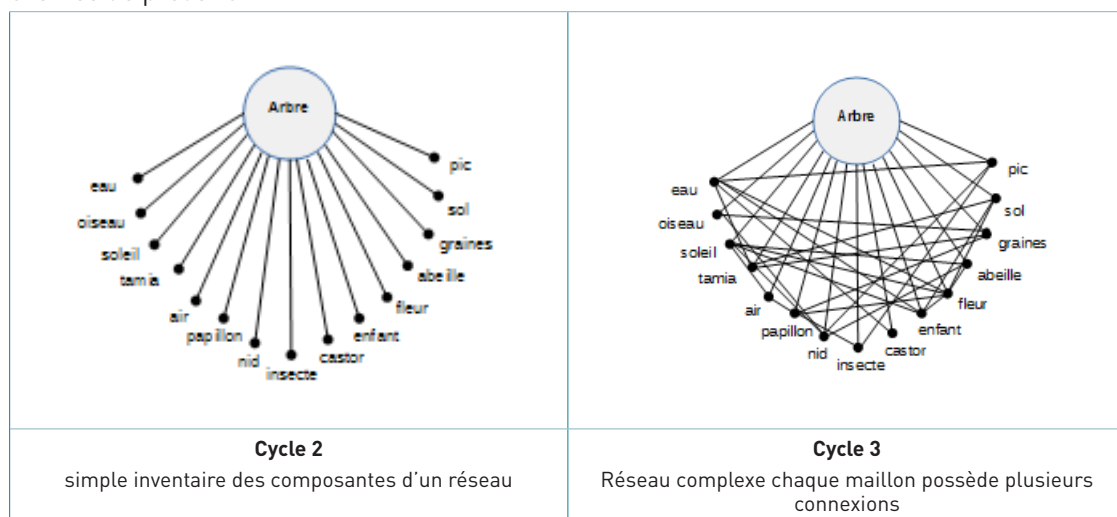 Arbre
pic
eau
sol
oiseau
graines
soleil
abeille
tamia
fleur
air
papillon
enfant
nid
castor
insecte
Cycle 2
simple inventaire des composantes d'un réseau
Arbre
pic
eau
sol
oiseau
graines
soleil
abeille
tamia
fleur
air
enfant
papillon
castor
nid
insecte
Cycle 3
Réseau complexe chaque maillon possède plusieurs
connexions